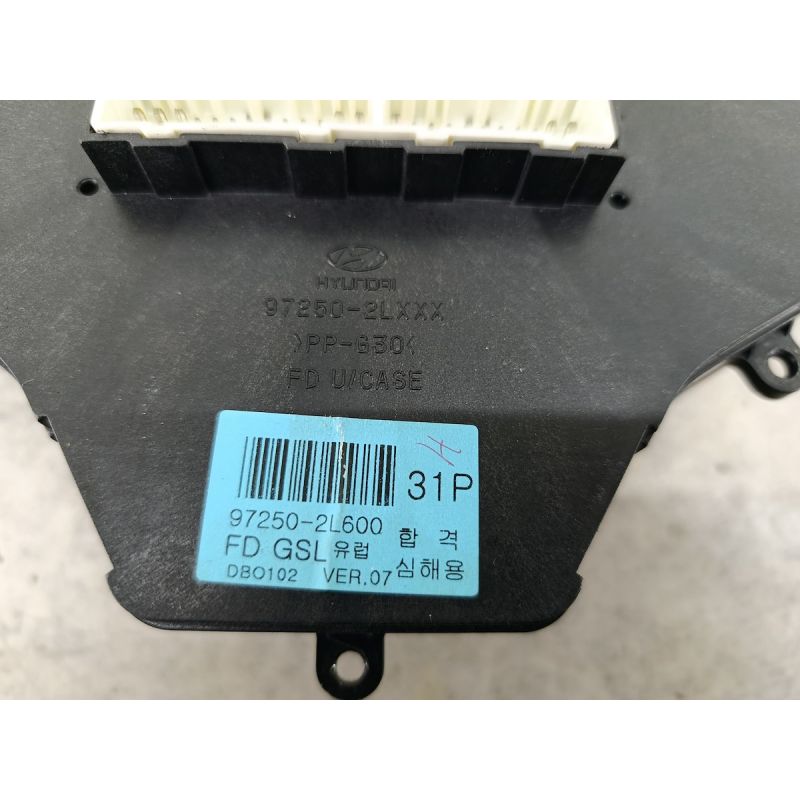 HYUNDAI
97250-2LXXX
>PP-G30<
FD U/CASE
H
31P
97250-2L600
FD GSL 유럽 합격
DBO102 VER.07 심해용